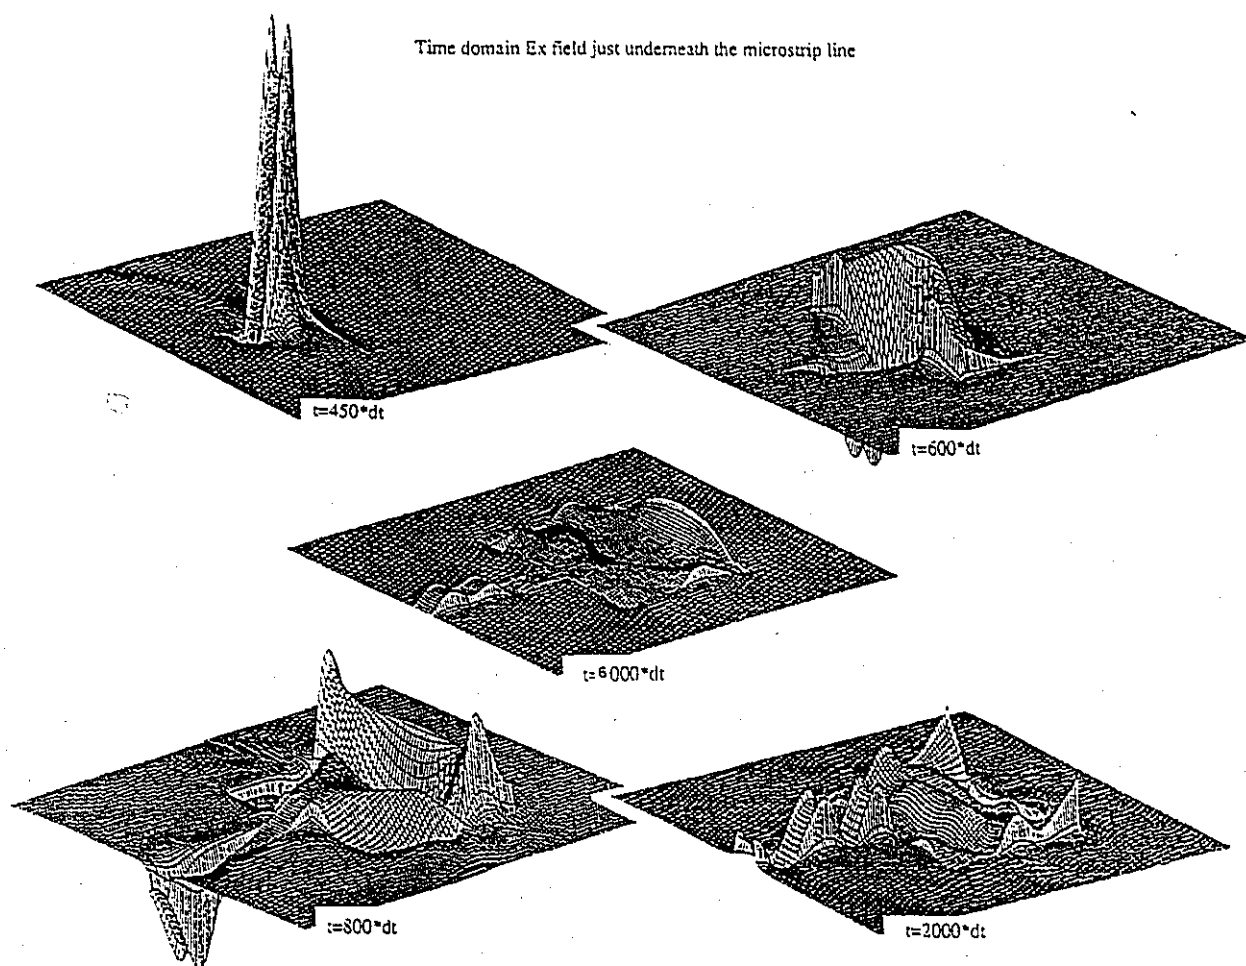 Time domain Ex field just underneath the microstrip line
t=450*dt
t=600*dt
t=6000*dt
t=800*dt
t=2000*dt